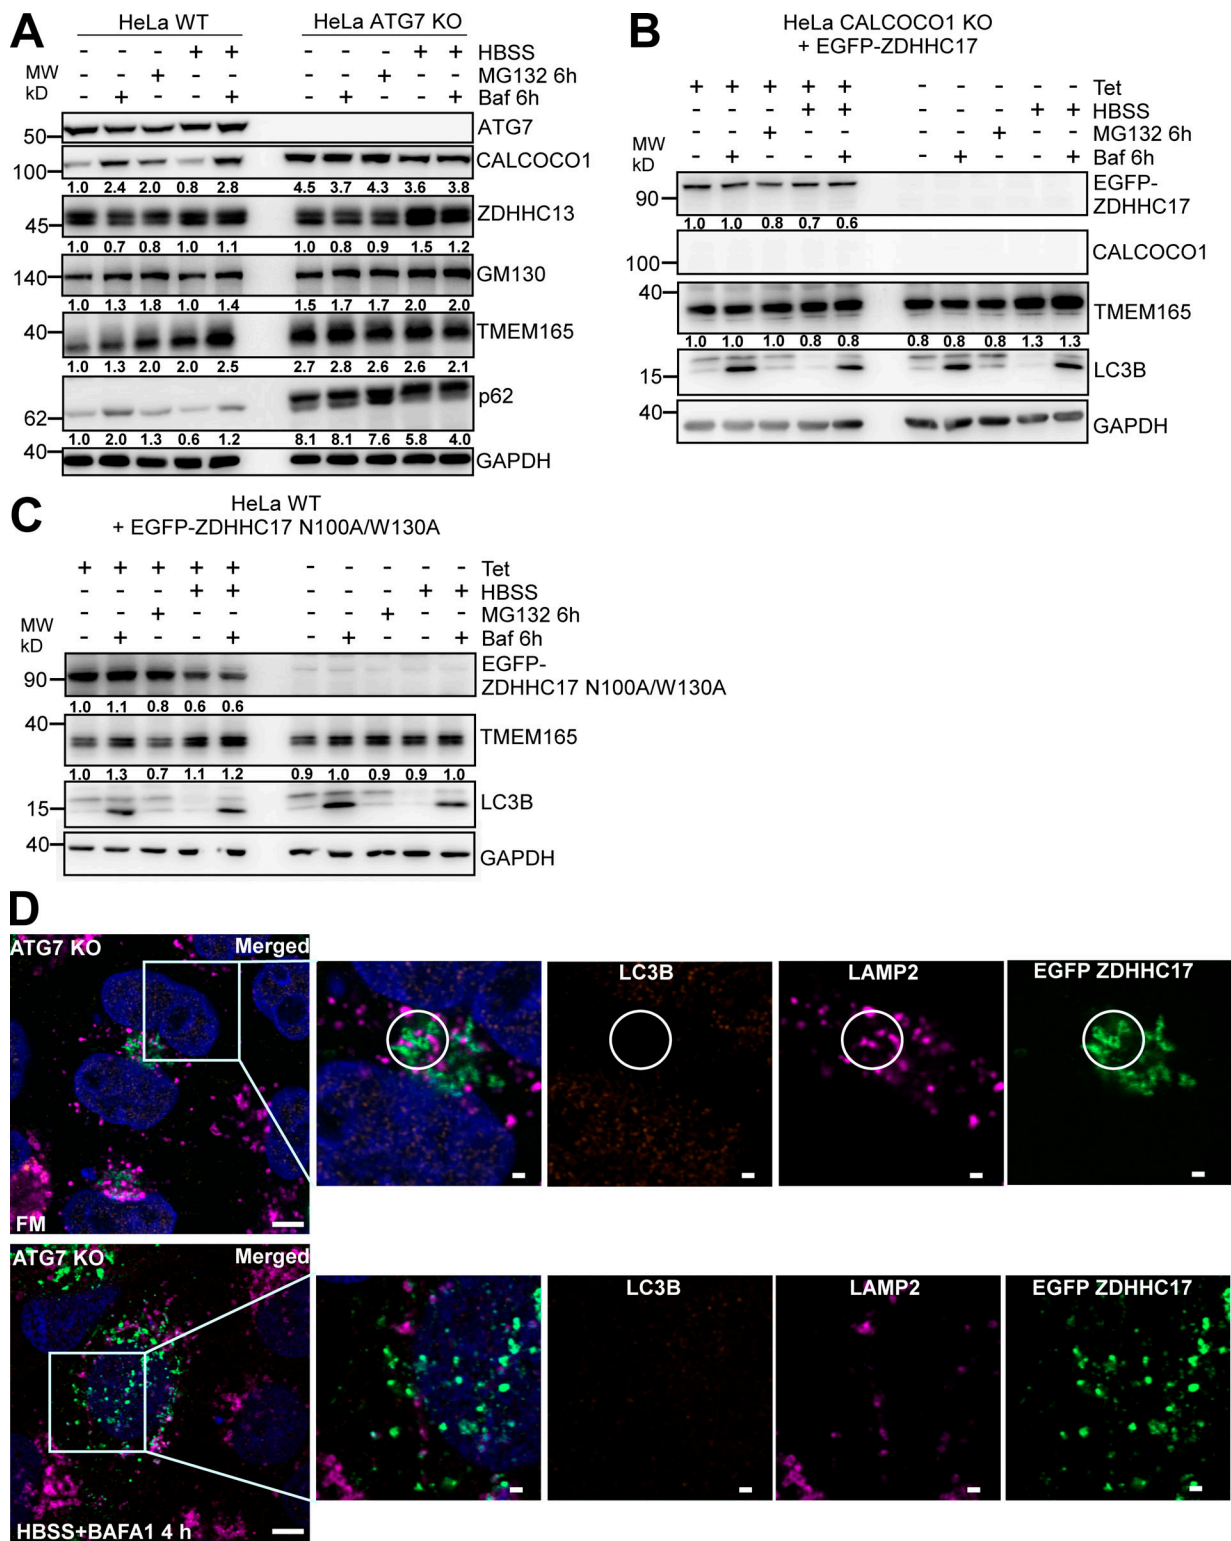 A
HeLa WT
HeLa ATG7 KO
- - - + + - - - + + HBSS
MW
kD
- - + - - - - + - - MG132 6h
- + - - + - + - - + Baf 6h
50
ATG7
100
CALCOCO1
1.0 2.4 2.0 0.8 2.8 4.5 3.7 4.3 3.6 3.8
45
ZDHHC13
1.0 0.7 0.8 1.0 1.1 1.0 0.8 0.9 1.5 1.2
140
GM130
1.0 1.3 1.8 1.0 1.4 1.5 1.7 1.7 2.0 2.0
40
TMEM165
1.0 1.3 2.0 2.0 2.5 2.7 2.8 2.6 2.6 2.1
62
p62
1.0 2.0 1.3 0.6 1.2 8.1 8.1 7.6 5.8 4.0
40
GAPDH
B
HeLa CALCOCO1 KO
+ EGFP-ZDHHC17
+ + + + + - - - - - Tet
- - - + + - - - + + HBSS
- - + - - - - + - - MG132 6h
MW
kD
- + - - + - + - - + Baf 6h
90
EGFP-
ZDHHC17
1.0 1.0 0.8 0.7 0.6
100
CALCOCO1
40
TMEM165
1.0 1.0 1.0 0.8 0.8 0.8 0.8 0.8 1.3 1.3
15
LC3B
40
GAPDH
C
HeLa WT
+ EGFP-ZDHHC17 N100A/W130A
+ + + + + - - - - - Tet
- - - + + - - - + + HBSS
- - + - - - - + - - MG132 6h
MW
kD
- + - - + - + - - + Baf 6h
90
EGFP-
ZDHHC17 N100A/W130A
1.0 1.1 0.8 0.6 0.6
40
TMEM165
1.0 1.3 0.7 1.1 1.2 0.9 1.0 0.9 0.9 1.0
15
LC3B
40
GAPDH
D
ATG7 KO
Merged
LC3B
LAMP2
EGFP ZDHHC17
FM
ATG7 KO
Merged
LC3B
LAMP2
EGFP ZDHHC17
HBSS+BAFA1 4 h